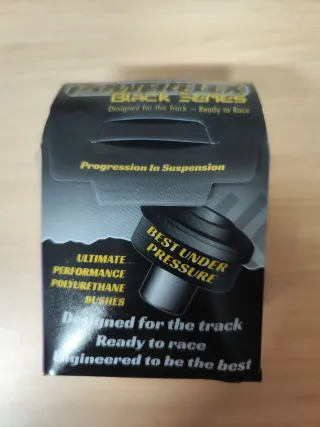 POWERFLEX
Black Series
Designed for the Track - Ready to Race
Progression In Suspension
BEST UNDER
PRESSURE
ULTIMATE
PERFORMANCE
POLYURETHANE
BUSHES
Designed for the track
Ready to race
Engineered to be the best